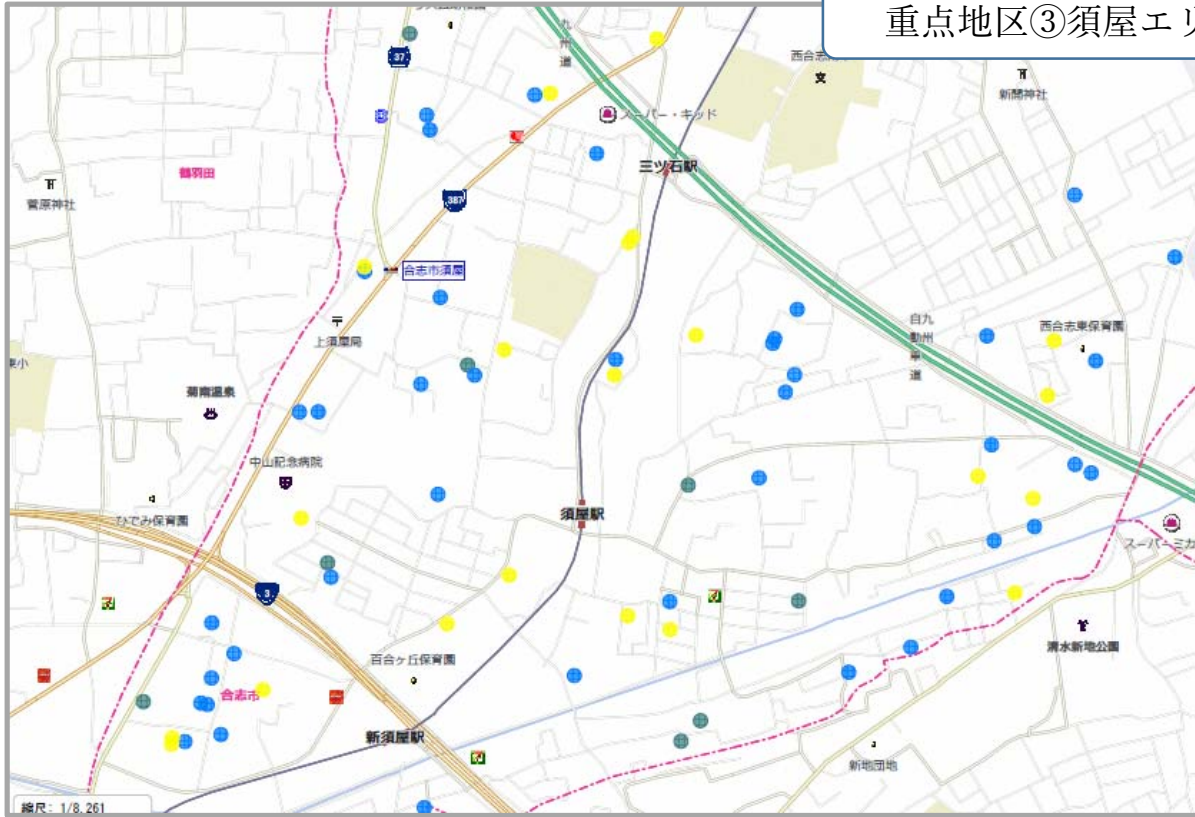 重点地区③須屋エリ
九州道
37
西合志
新開神社
スーパー・キッド
三ツ石駅
鶴羽田
菅原神社
387
合志市須屋
上須屋局
東小
菊南温泉
自動車道
九州
西合志東保育園
中山記念病院
ひでみ保育園
須屋駅
スーパーミカ
3
清水新地公園
百合ヶ丘保育園
合志市
新須屋駅
新地団地
縮尺: 1/8,261